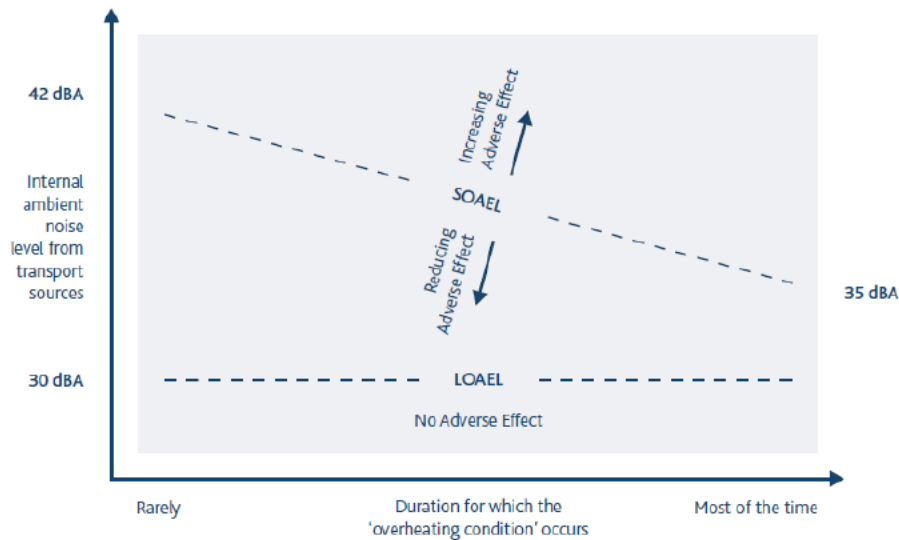 42 dBA
Internal
ambient
noise
level from
transport
sources
30 dBA
Increasing
Adverse Effect
SOAEL
Reducing
Adverse Effect
35 dBA
LOAEL
No Adverse Effect
Rarely
Duration for which the
'overheating condition' occurs
Most of the time